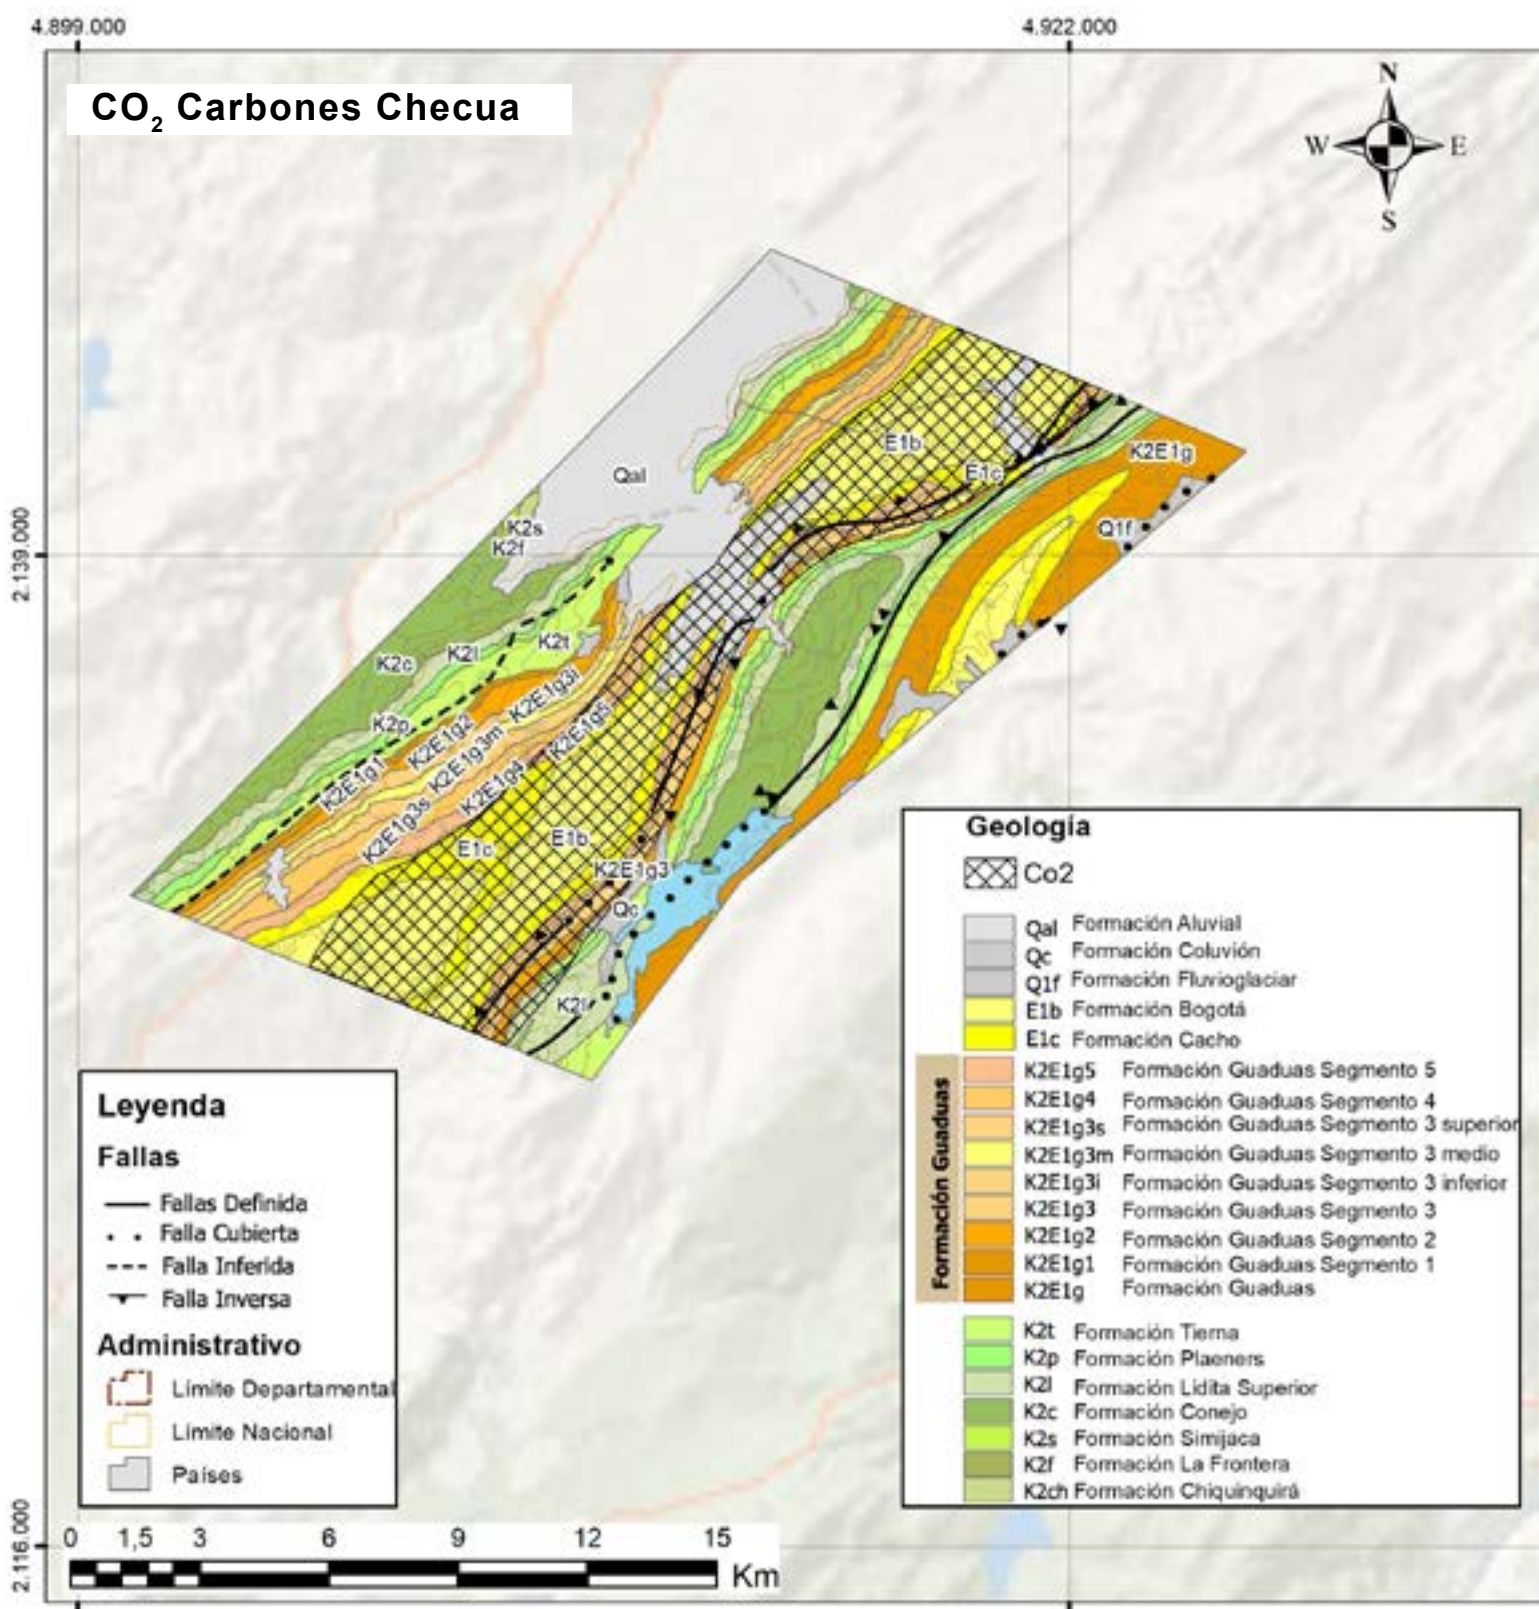 4.899.000
4.922.000
CO2 Carbones Checua
N
W
E
S
2.139.000
2.116.000
E1b
K2E1g
E1c
Qal
K2s
K2f
Q1f
K2t
K2l
K2c
K2E1g3i
K2p
K2E1g2
K2E1g5
K2E1g3m
K2E1g1
K2E1g4
K2E1g3s
E1c
E1b
K2E1g3
Qc
K2l
Geología
Co2
Qal Formación Aluvial
Qc Formación Coluvión
Q1f Formación Fluvioglaciar
E1b Formación Bogotá
E1c Formación Cacho
Formación Guaduas
K2E1g5 Formación Guaduas Segmento 5
K2E1g4 Formación Guaduas Segmento 4
K2E1g3s Formación Guaduas Segmento 3 superior
K2E1g3m Formación Guaduas Segmento 3 medio
K2E1g3i Formación Guaduas Segmento 3 inferior
K2E1g3 Formación Guaduas Segmento 3
K2E1g2 Formación Guaduas Segmento 2
K2E1g1 Formación Guaduas Segmento 1
K2E1g Formación Guaduas
K2t Formación Tierna
K2p Formación Plaeners
K2l Formación Lidita Superior
K2c Formación Conejo
K2s Formación Simijaca
K2f Formación La Frontera
K2ch Formación Chiquinquirá
Leyenda
Fallas
Fallas Definida
Falla Cubierta
Falla Inferida
Falla Inversa
Administrativo
Límite Departamental
Límite Nacional
Países
0 1,5 3 6 9 12 15
Km